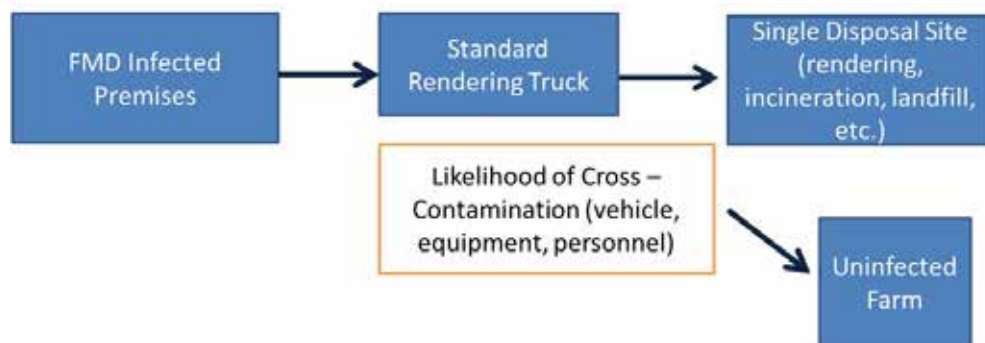 FMD Infected
Premises
Standard
Rendering Truck
Single Disposal Site
(rendering,
incineration, landfill,
etc.)
Likelihood of Cross –
Contamination (vehicle,
equipment, personnel)
Uninfected
Farm